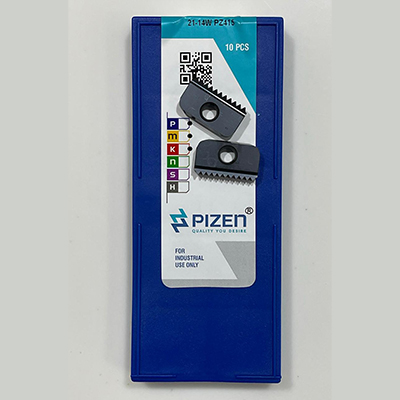 21-14W PZ415
10 PCS
P
m
K
n
S
H
PIZEN®
QUALITY YOU DESIRE
FOR
INDUSTRIAL
USE ONLY